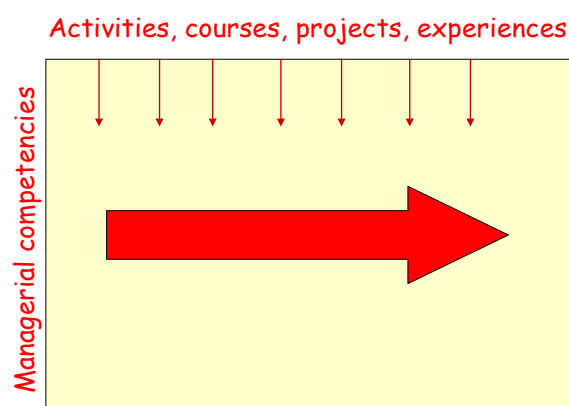 Activities, courses, projects, experiences
Managerial competencies